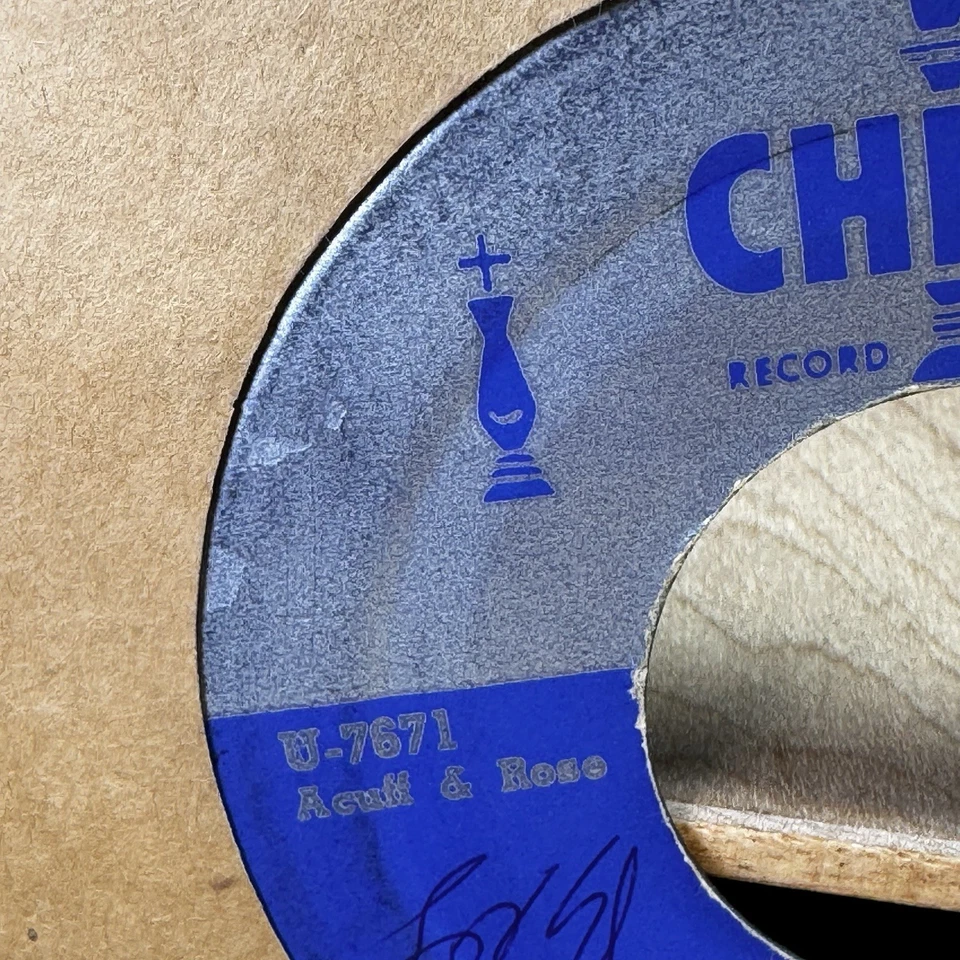 CH
RECORD
U-7671
Acuff & Rose